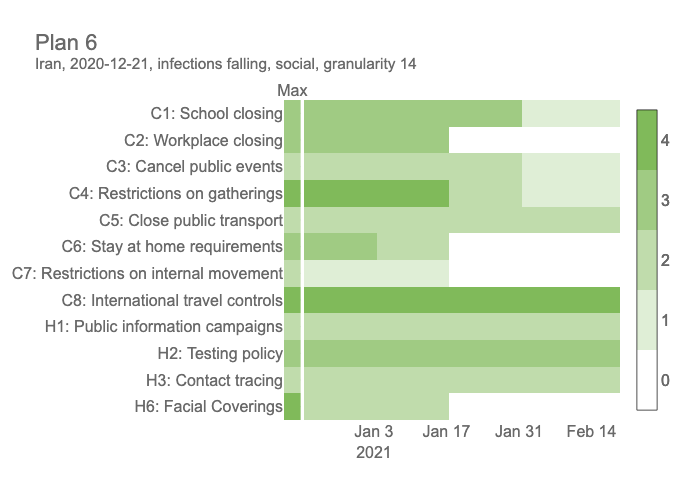 Plan 6
Iran, 2020-12-21, infections falling, social, granularity 14
Max
C1: School closing
C2: Workplace closing
C3: Cancel public events
C4: Restrictions on gatherings
C5: Close public transport
C6: Stay at home requirements
C7: Restrictions on internal movement
C8: International travel controls
H1: Public information campaigns
H2: Testing policy
H3: Contact tracing
H6: Facial Coverings
Jan 3 Jan 17 Jan 31 Feb 14
2021
4
3
2
1
0